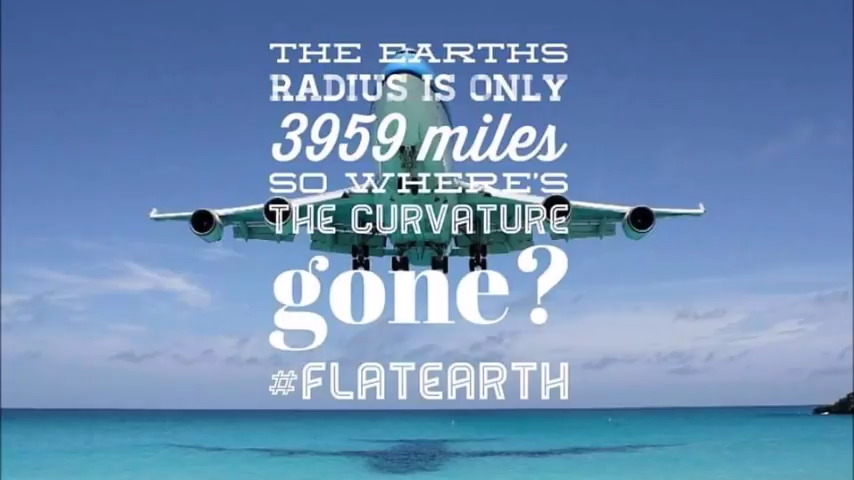 THE EARTHS
RADIUS IS ONLY
3959 miles
SO WHERE'S
THE CURVATURE
gone?
#FLATEARTH